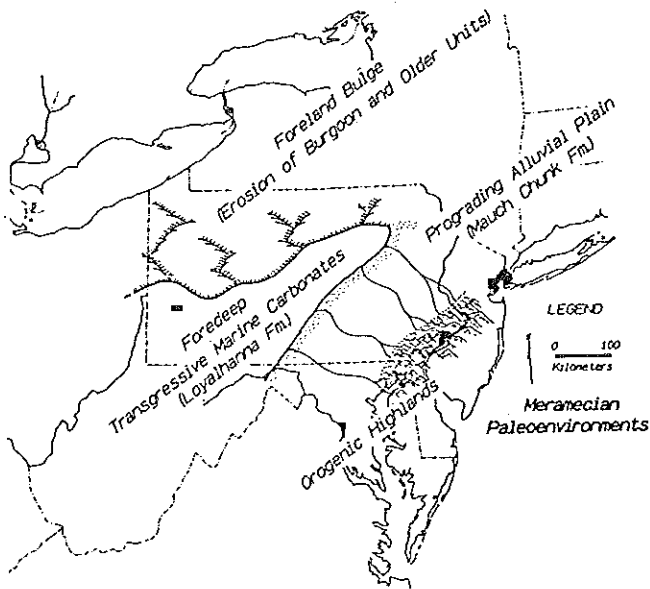 Foreland Bulge
(Erosion of Burgoon and Older Units)
Prograding Alluvial Plain
(Mauch Chunk Fm.)
Foredeep
Transgressive Marine Carbonates
(Loyalhanna Fm.)
Orogenic Highlands
LEGEND
0 100
Kilometers
Meramecian
Paleoenvironments